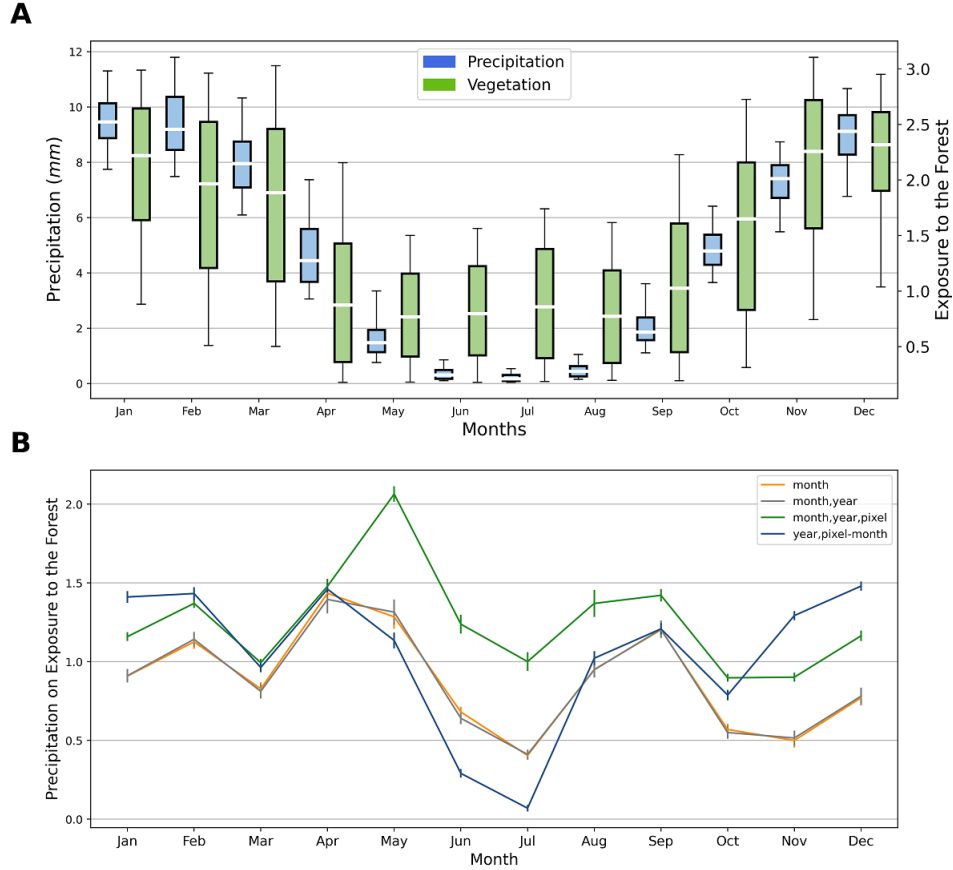 A
Precipitation
Vegetation
Precipitation (mm)
12
10
8
6
4
2
0
3.0
2.5
2.0
1.5
1.0
0.5
Exposure to the Forest
Jan Feb Mar Apr May Jun Jul Aug Sep Oct Nov Dec
Months
B
month
month,year
month,year,pixel
year,pixel-month
Precipitation on Exposure to the Forest
2.0
1.5
1.0
0.5
0.0
Jan Feb Mar Apr May Jun Jul Aug Sep Oct Nov Dec
Month